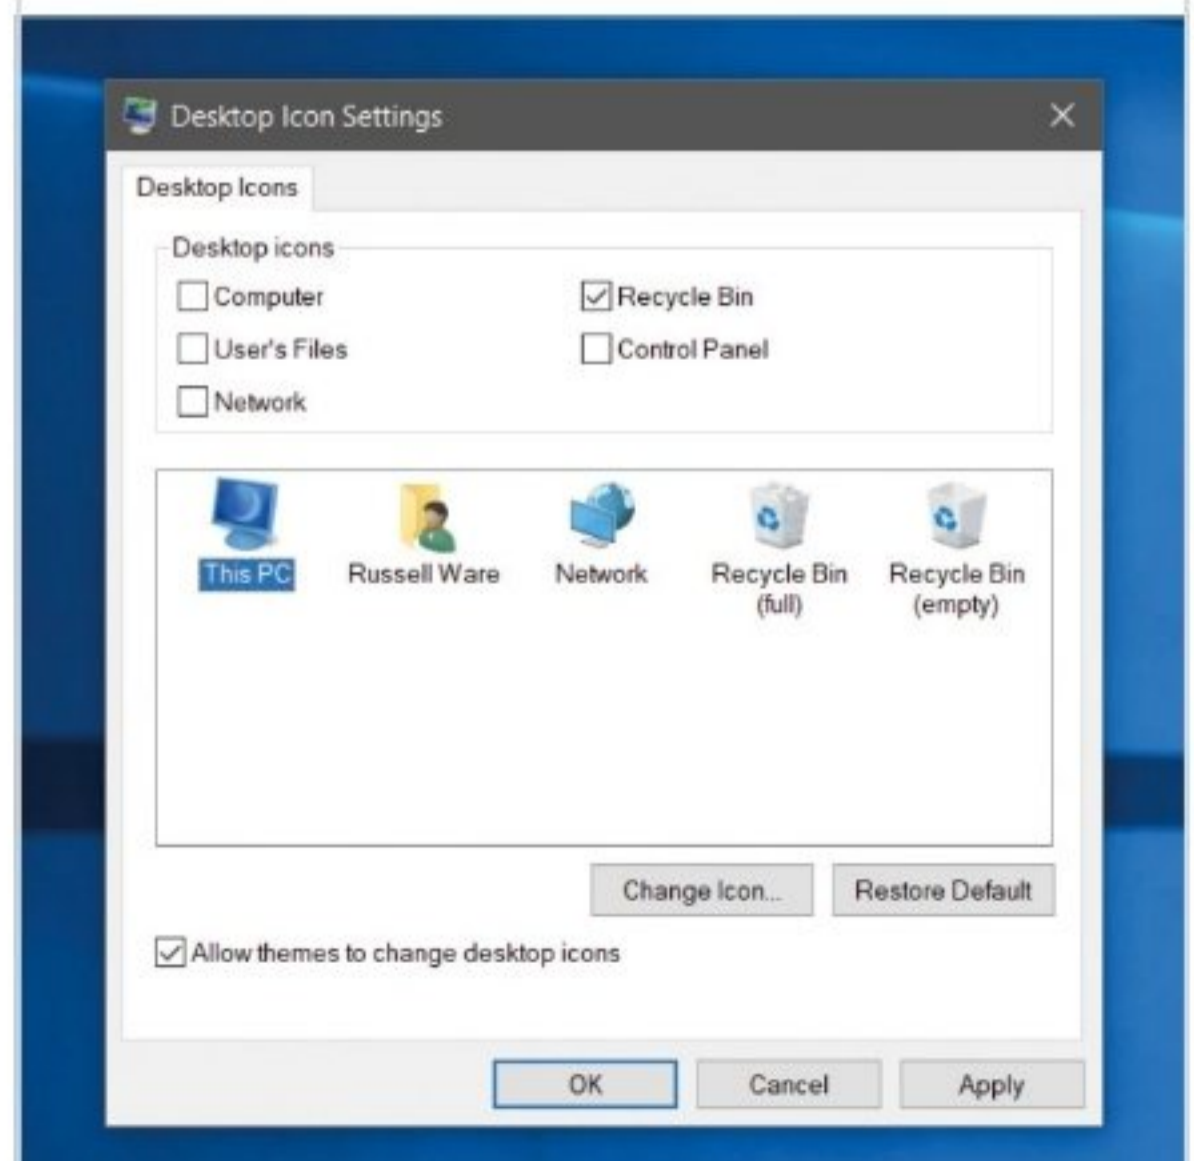 Desktop Icon Settings
Desktop Icons
Desktop icons
Computer
Recycle Bin
User's Files
Control Panel
Network
This PC
Russell Ware
Network
Recycle Bin
(full)
Recycle Bin
(empty)
Change Icon...
Restore Default
Allow themes to change desktop icons
OK
Cancel
Apply